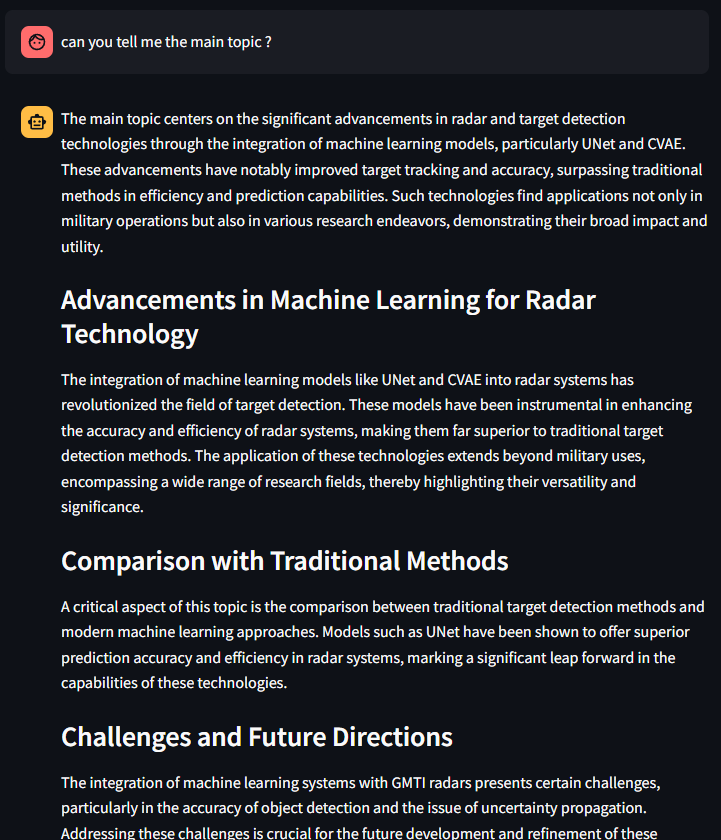 can you tell me the main topic ?
The main topic centers on the significant advancements in radar and target detection
technologies through the integration of machine learning models, particularly UNet and CVAE.
These advancements have notably improved target tracking and accuracy, surpassing traditional
methods in efficiency and prediction capabilities. Such technologies find applications not only in
military operations but also in various research endeavors, demonstrating their broad impact and
utility.
Advancements in Machine Learning for Radar
Technology
The integration of machine learning models like UNet and CVAE into radar systems has
revolutionized the field of target detection. These models have been instrumental in enhancing
the accuracy and efficiency of radar systems, making them far superior to traditional target
detection methods. The application of these technologies extends beyond military uses,
encompassing a wide range of research fields, thereby highlighting their versatility and
significance.
Comparison with Traditional Methods
A critical aspect of this topic is the comparison between traditional target detection methods and
modern machine learning approaches. Models such as UNet have been shown to offer superior
prediction accuracy and efficiency in radar systems, marking a significant leap forward in the
capabilities of these technologies.
Challenges and Future Directions
The integration of machine learning systems with GMTI radars presents certain challenges,
particularly in the accuracy of object detection and the issue of uncertainty propagation.
Addressing these challenges is crucial for the future development and refinement of these